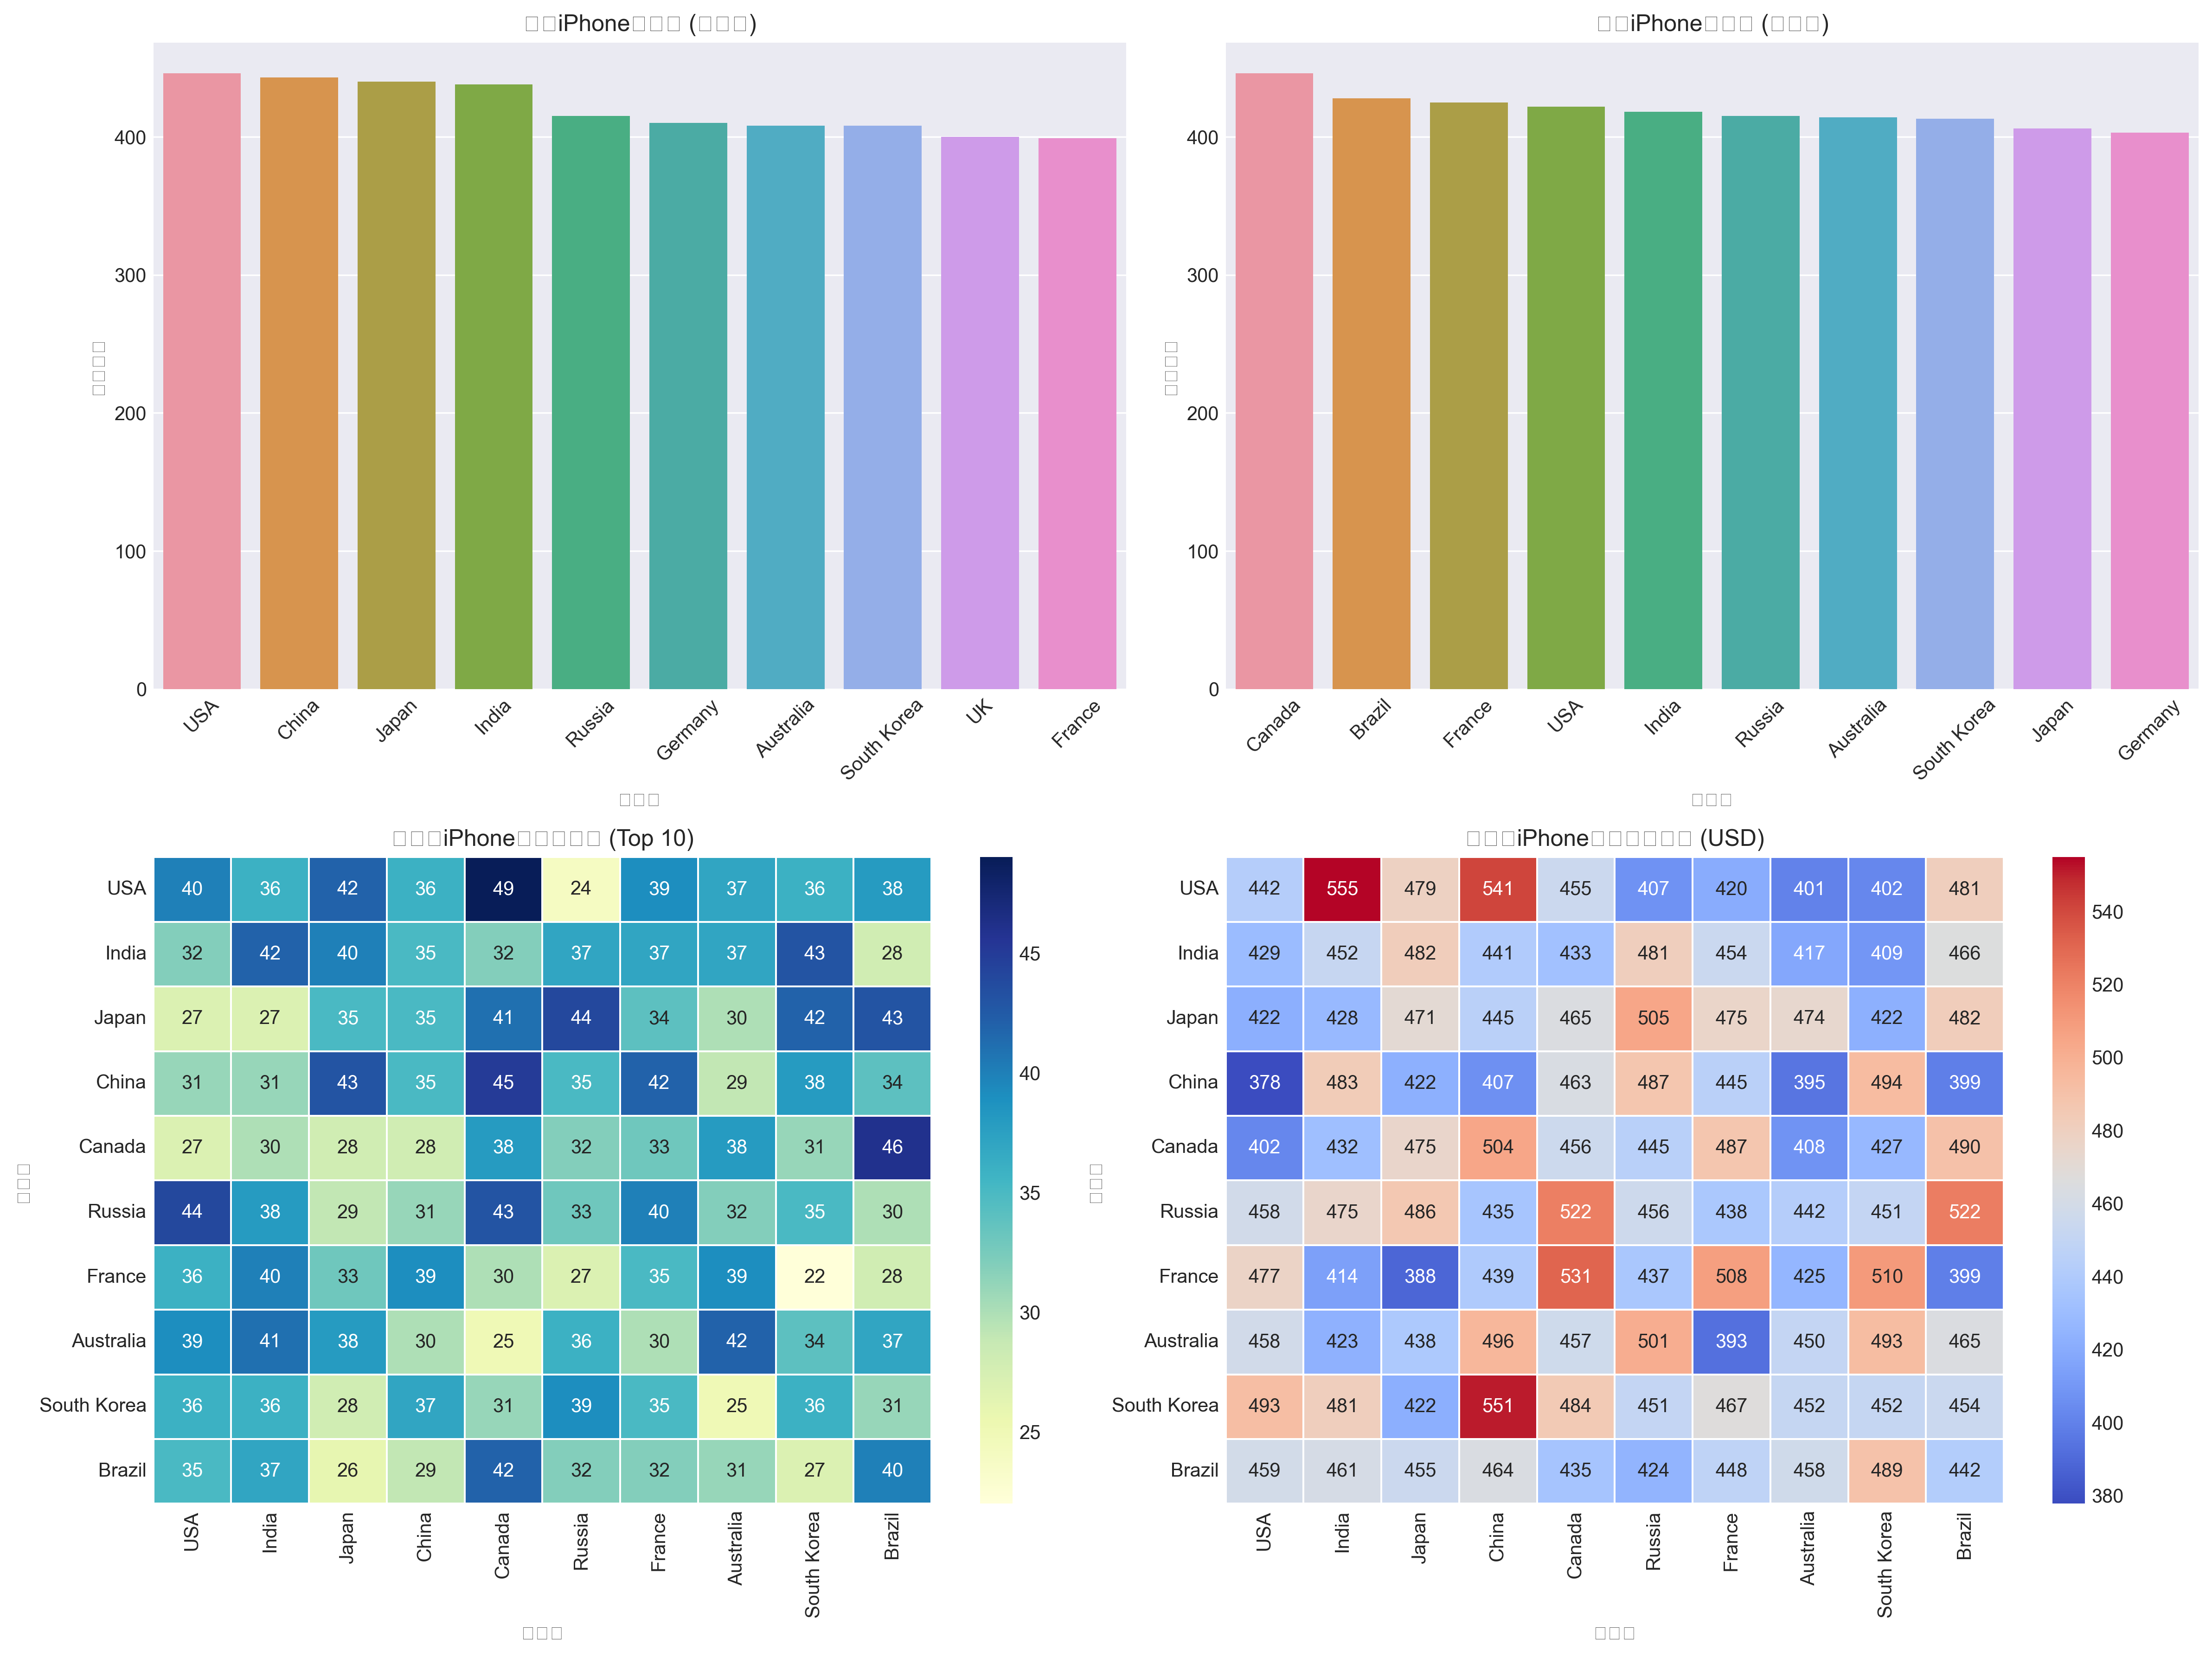 □□iPhone□□□ (□□□)
400
300
200
100
0
□□□□
USA China Japan India Russia Germany Australia South Korea UK France
□□□
□□iPhone□□□ (□□□)
400
300
200
100
0
□□□□
Canada Brazil France USA India Russia Australia South Korea Japan Germany
□□□
□□□iPhone□□□□□ (Top 10)
□□□
USA 40 36 42 36 49 24 39 37 36 38
India 32 42 40 35 32 37 37 37 43 28
Japan 27 27 35 35 41 44 34 30 42 43
China 31 31 43 35 45 35 42 29 38 34
Canada 27 30 28 28 38 32 33 38 31 46
Russia 44 38 29 31 43 33 40 32 35 30
France 36 40 33 39 30 27 35 39 22 28
Australia 39 41 38 30 25 36 30 42 34 37
South Korea 36 36 28 37 31 39 35 25 36 31
Brazil 35 37 26 29 42 32 32 31 27 40
USA India Japan China Canada Russia France Australia South Korea Brazil
□□□
45
40
35
30
25
□□□iPhone□□□□□□ (USD)
□□□
USA 442 555 479 541 455 407 420 401 402 481
India 429 452 482 441 433 481 454 417 409 466
Japan 422 428 471 445 465 505 475 474 422 482
China 378 483 422 407 463 487 445 395 494 399
Canada 402 432 475 504 456 445 487 408 427 490
Russia 458 475 486 435 522 456 438 442 451 522
France 477 414 388 439 531 437 508 425 510 399
Australia 458 423 438 496 457 501 393 450 493 465
South Korea 493 481 422 551 484 451 467 452 452 454
Brazil 459 461 455 464 435 424 448 458 489 442
USA India Japan China Canada Russia France Australia South Korea Brazil
□□□
540
520
500
480
460
440
420
400
380